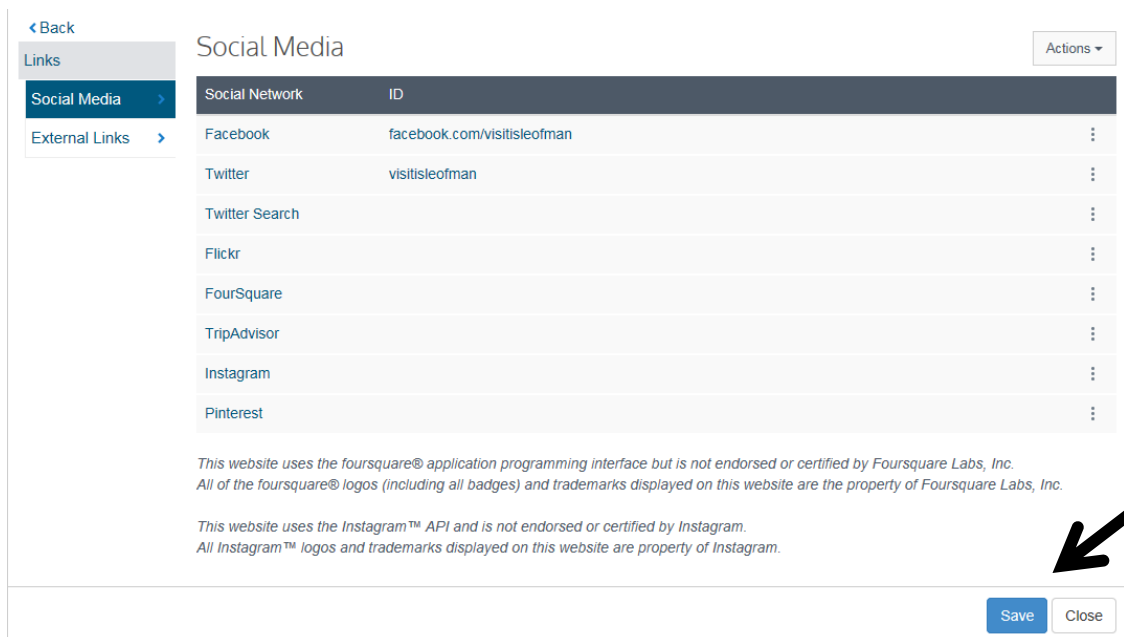 Back
Links
Social Media
External Links
Social Media
Actions
Social Network ID
Facebook facebook.com/visitisleofman
Twitter visitisleofman
Twitter Search
Flickr
FourSquare
TripAdvisor
Instagram
Pinterest
This website uses the foursquare® application programming interface but is not endorsed or certified by Foursquare Labs, Inc.
All of the foursquare® logos (including all badges) and trademarks displayed on this website are the property of Foursquare Labs, Inc.
This website uses the Instagram™ API and is not endorsed or certified by Instagram.
All Instagram™ logos and trademarks displayed on this website are property of Instagram.
Save Close